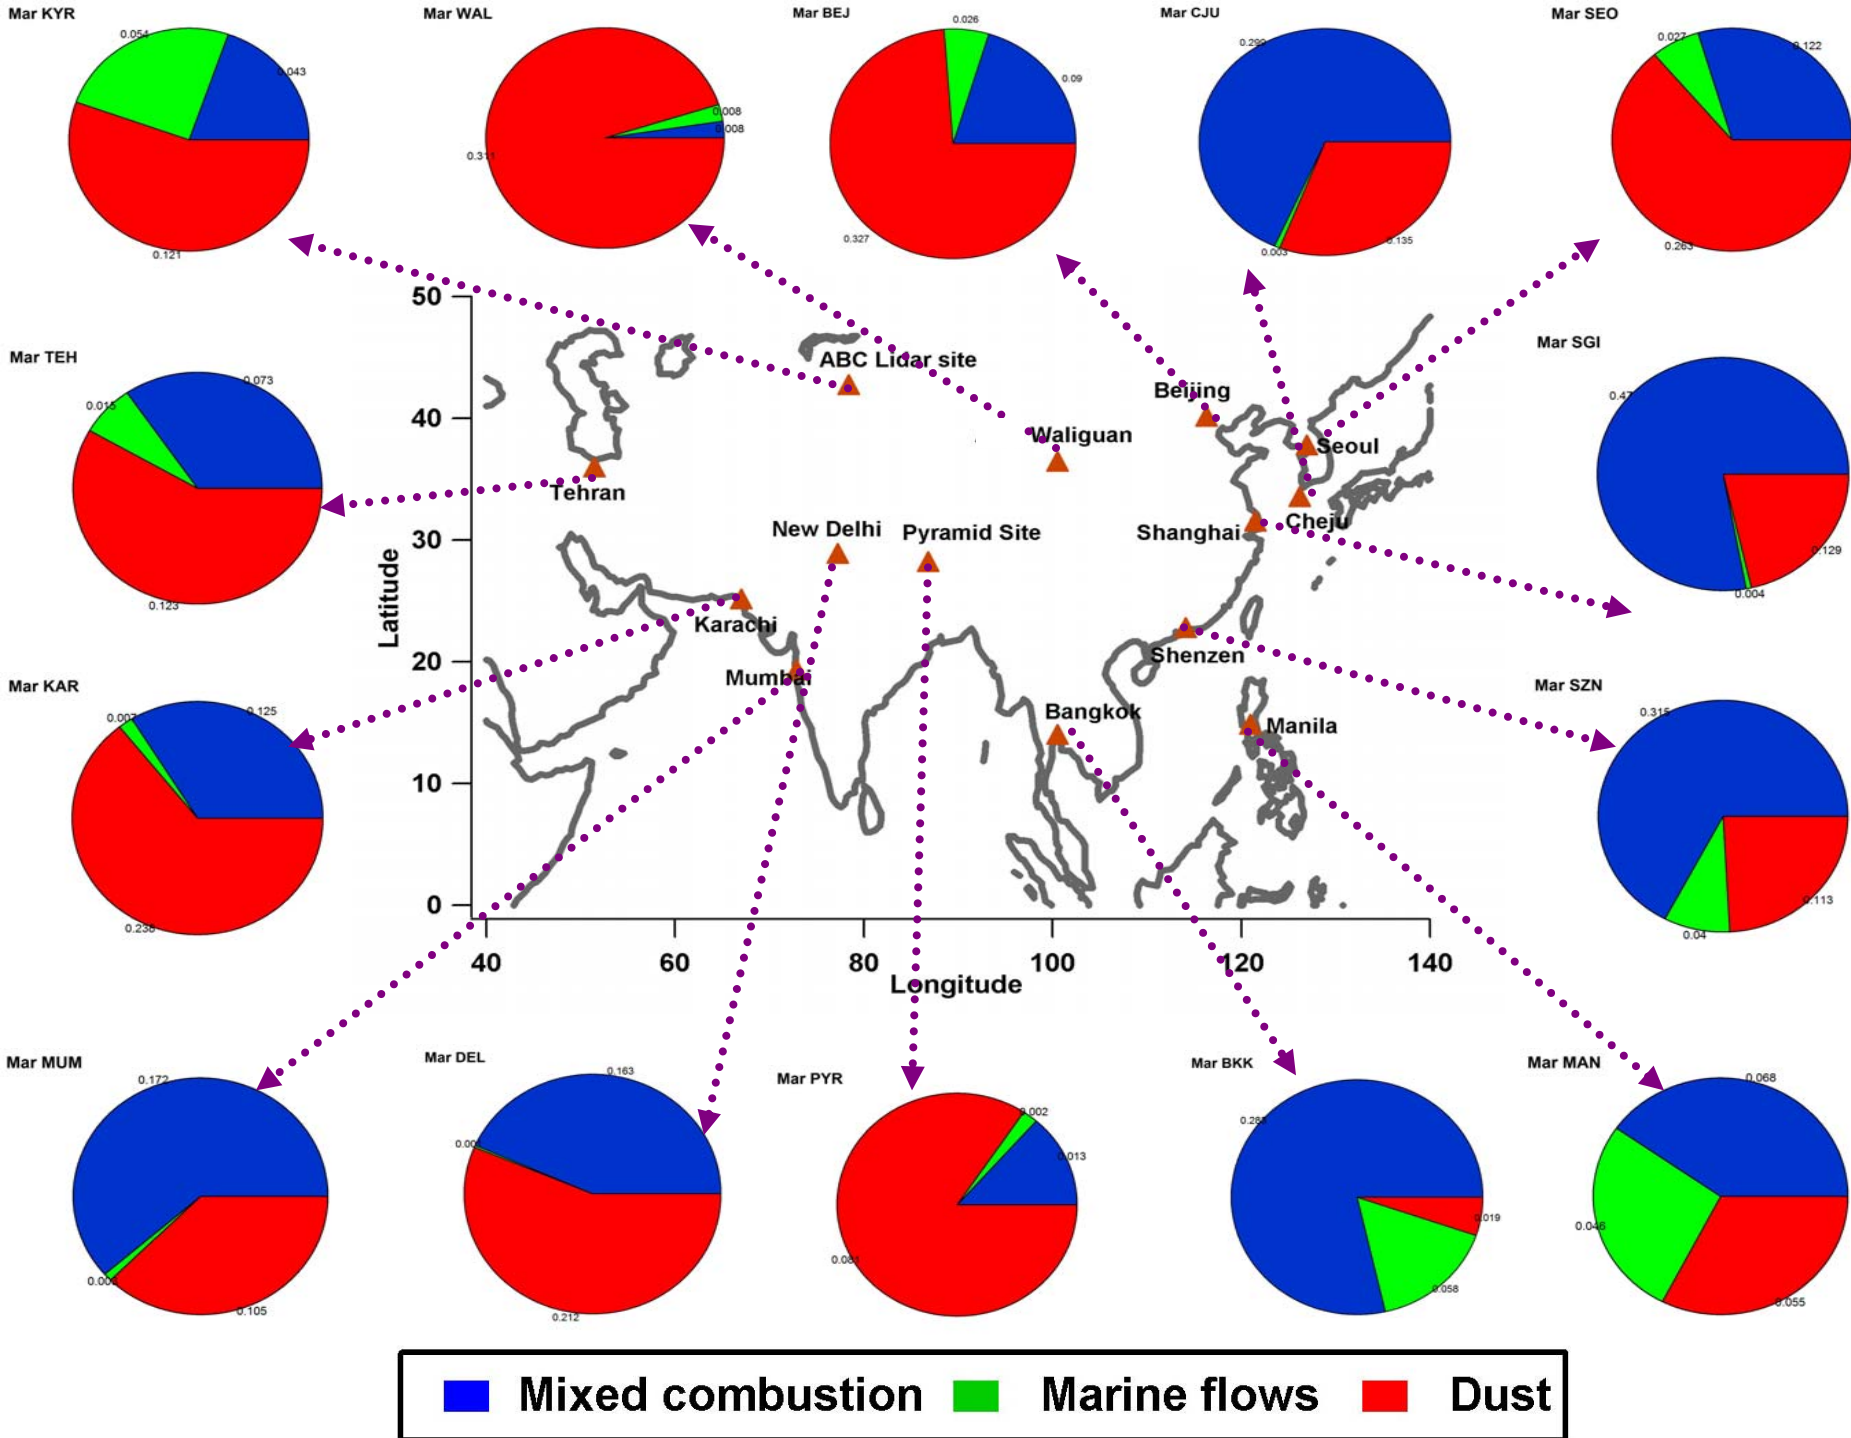 Mar KYR
0.054
0.043
0.121
Mar WAL
0.008
0.008
0.311
Mar BEJ
0.026
0.09
0.327
Mar CJU
0.299
0.003
0.135
Mar SEO
0.027
0.122
0.263
Mar TEH
0.073
0.015
0.123
Mar SGI
0.47
0.129
0.004
Mar KAR
0.007
0.125
0.238
Mar SZN
0.315
0.113
0.04
50
40
30
20
10
0
Latitude
ABC Lidar site
Beijing
Waliguan
Seoul
Tehran
Cheju
New Delhi
Pyramid Site
Shanghai
Karachi
Shenzen
Mumbai
Bangkok
Manila
40
60
80
100
120
140
Longitude
Mar MUM
0.172
0.105
Mar DEL
0.163
0.212
Mar PYR
0.002
0.013
0.081
Mar BKK
0.019
0.058
Mar MAN
0.068
0.046
0.055
Mixed combustion
Marine flows
Dust